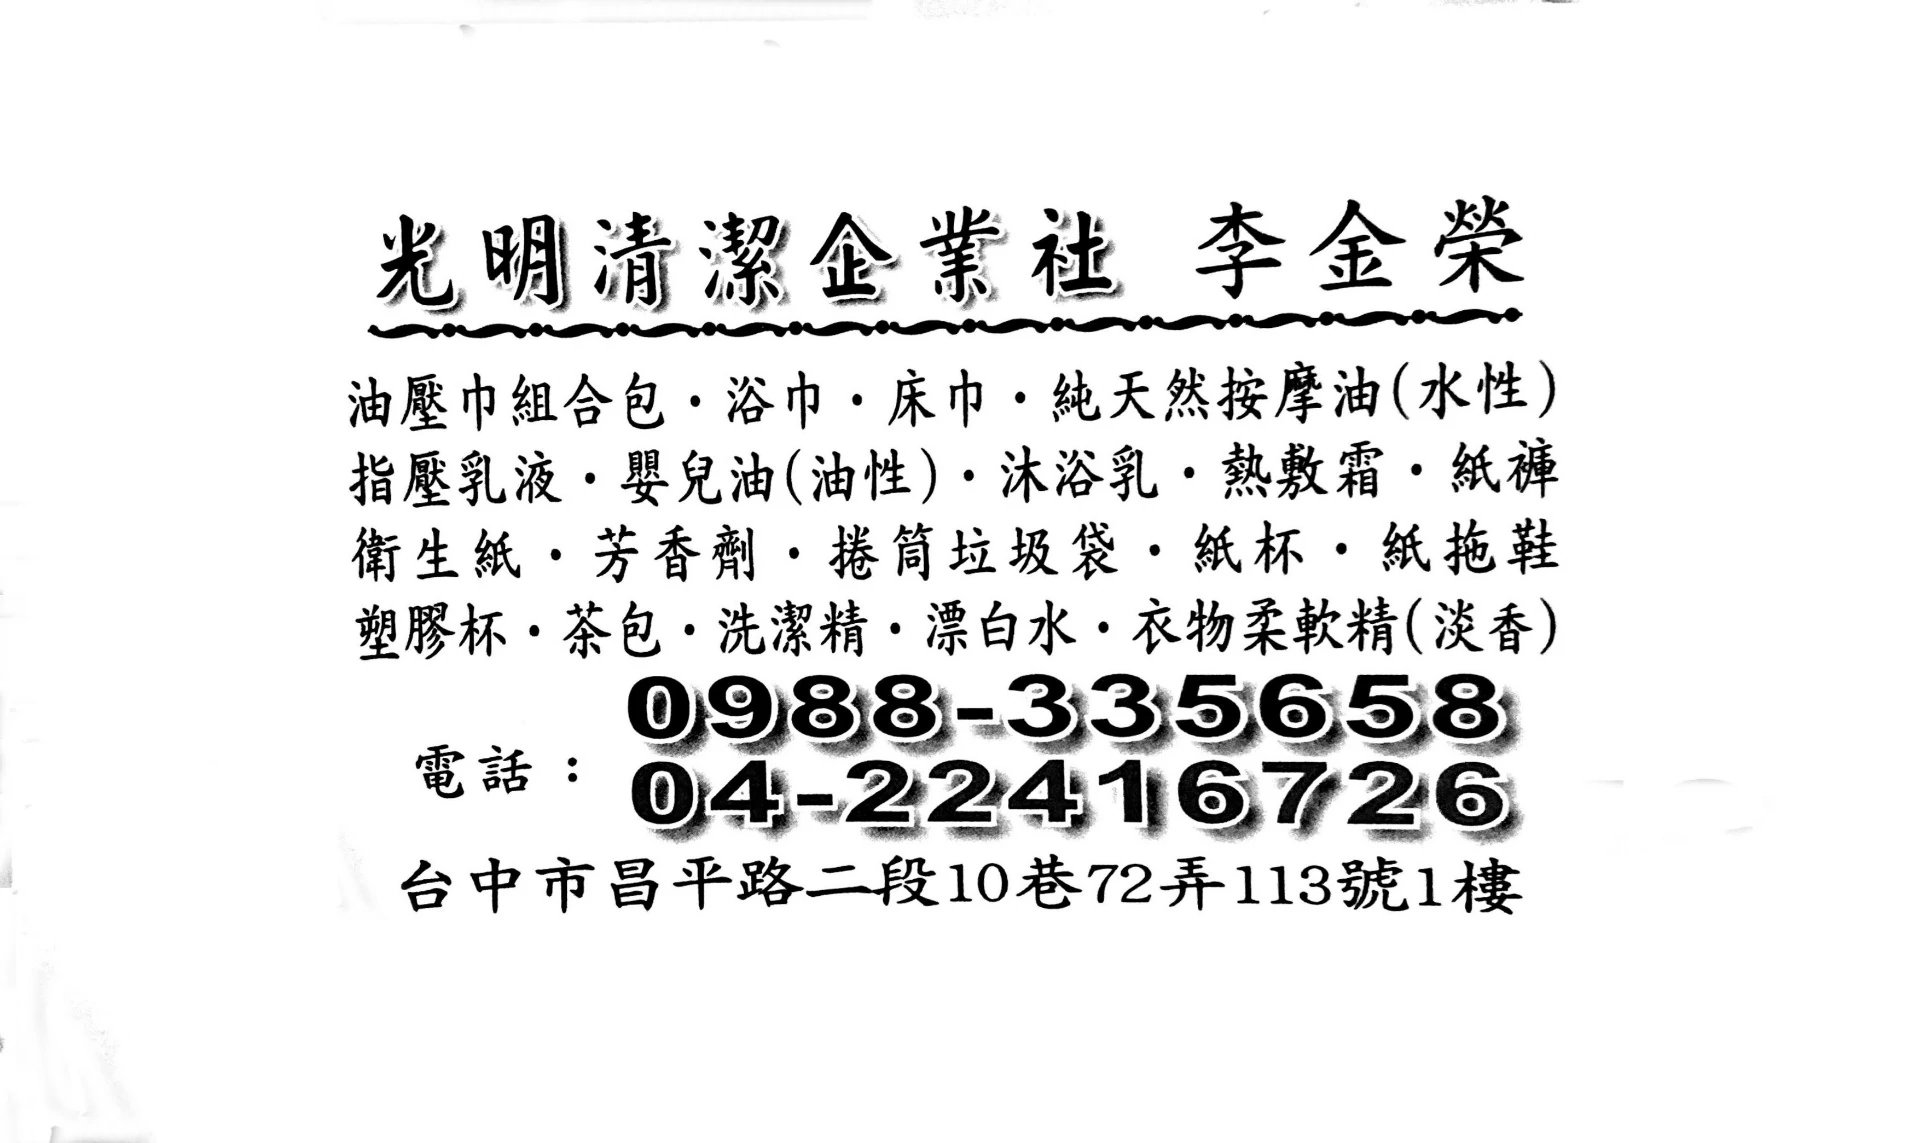 光明清潔企業社 李金榮
油壓巾組合包・浴巾・床巾・純天然按摩油(水性)
指壓乳液・嬰兒油(油性)・沐浴乳・熱敷霜・紙褲
衛生紙・芳香劑・捲筒垃圾袋・紙杯・紙拖鞋
塑膠杯・茶包・洗潔精・漂白水・衣物柔軟精(淡香)
0988-335658
電話：
04-22416726
台中市昌平路二段10巷72弄113號1樓